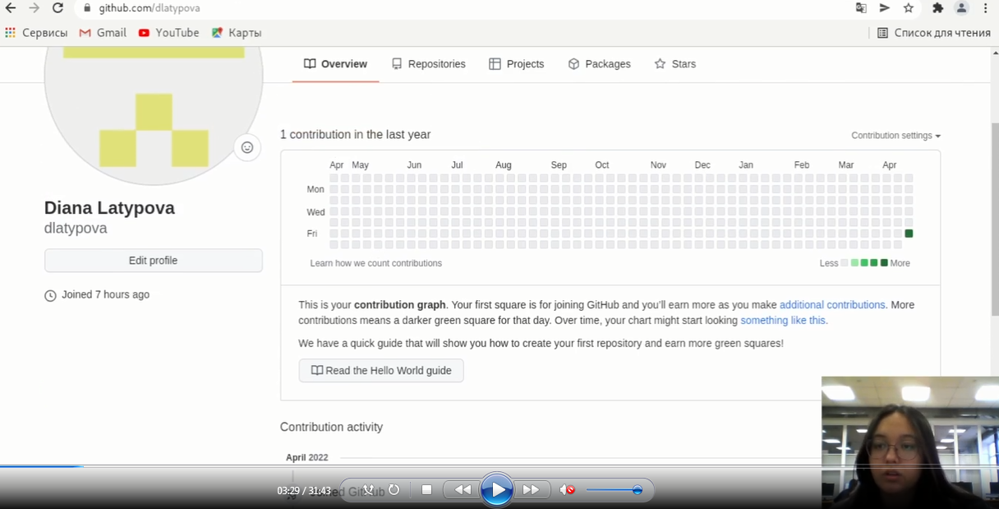 github.com/dlatypova
Сервисы Gmail YouTube Карты Список для чтения
Overview Repositories Projects Packages Stars
1 contribution in the last year Contribution settings
Apr May Jun Jul Aug Sep Oct Nov Dec Jan Feb Mar Apr
Mon
Wed
Fri
Learn how we count contributions Less More
Diana Latypova
dlatypova
Edit profile
Joined 7 hours ago
This is your contribution graph. Your first square is for joining GitHub and you'll earn more as you make additional contributions. More
contributions means a darker green square for that day. Over time, your chart might start looking something like this.
We have a quick guide that will show you how to create your first repository and earn more green squares!
Read the Hello World guide
Contribution activity
April 2022
03:29 / 31:43
Joined GitHub